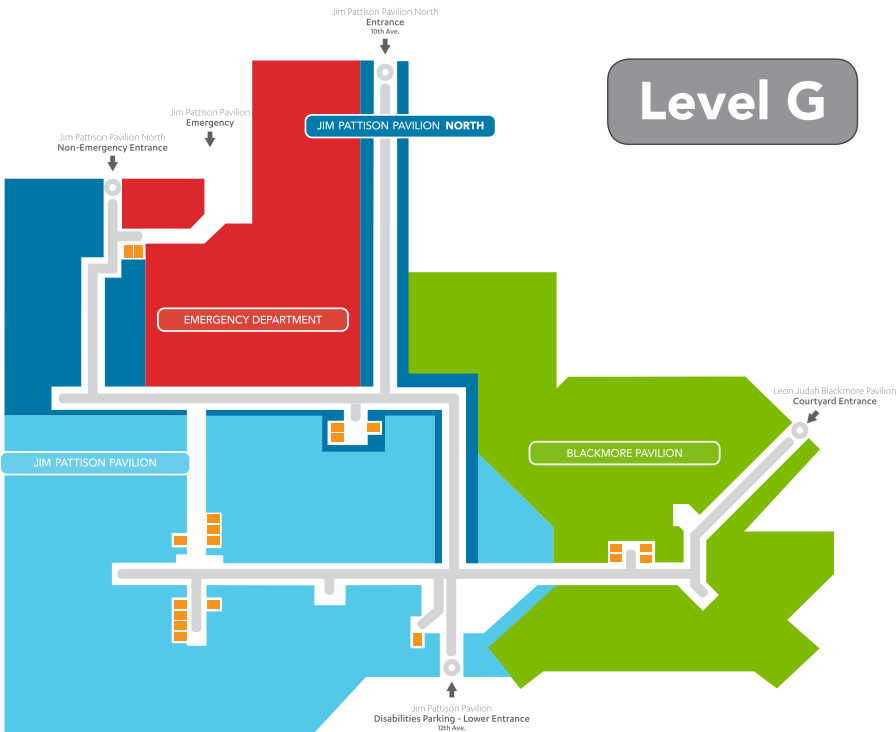 Jim Pattison Pavilion North
Entrance
10th Ave.
Level G
Jim Pattison Pavilion
Emergency
JIM PATTISON PAVILION NORTH
Jim Pattison Pavilion North
Non-Emergency Entrance
EMERGENCY DEPARTMENT
Leon Judah Blackmore Pavilion
Courtyard Entrance
BLACKMORE PAVILION
JIM PATTISON PAVILION
Jim Pattison Pavilion
Disabilities Parking - Lower Entrance
12th Ave.